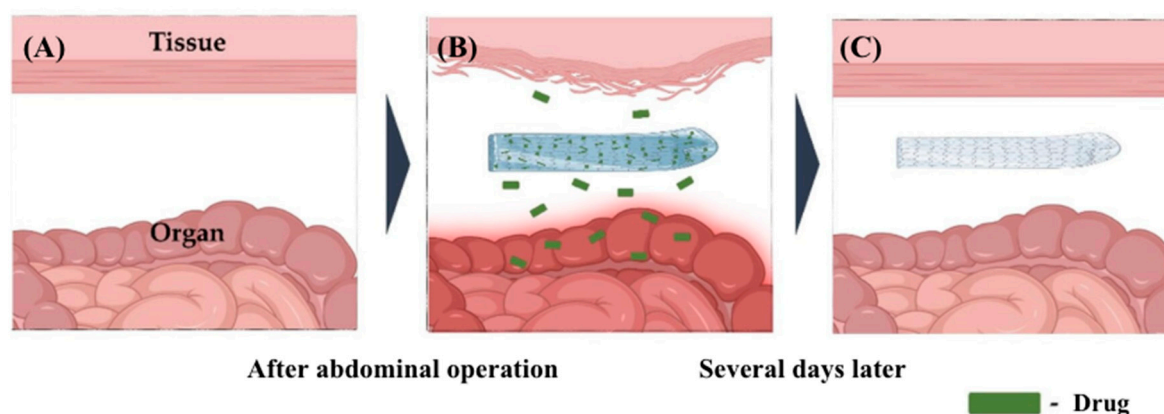 (A)
Tissue
Organ
(B)
(C)
After abdominal operation
Several days later
- Drug